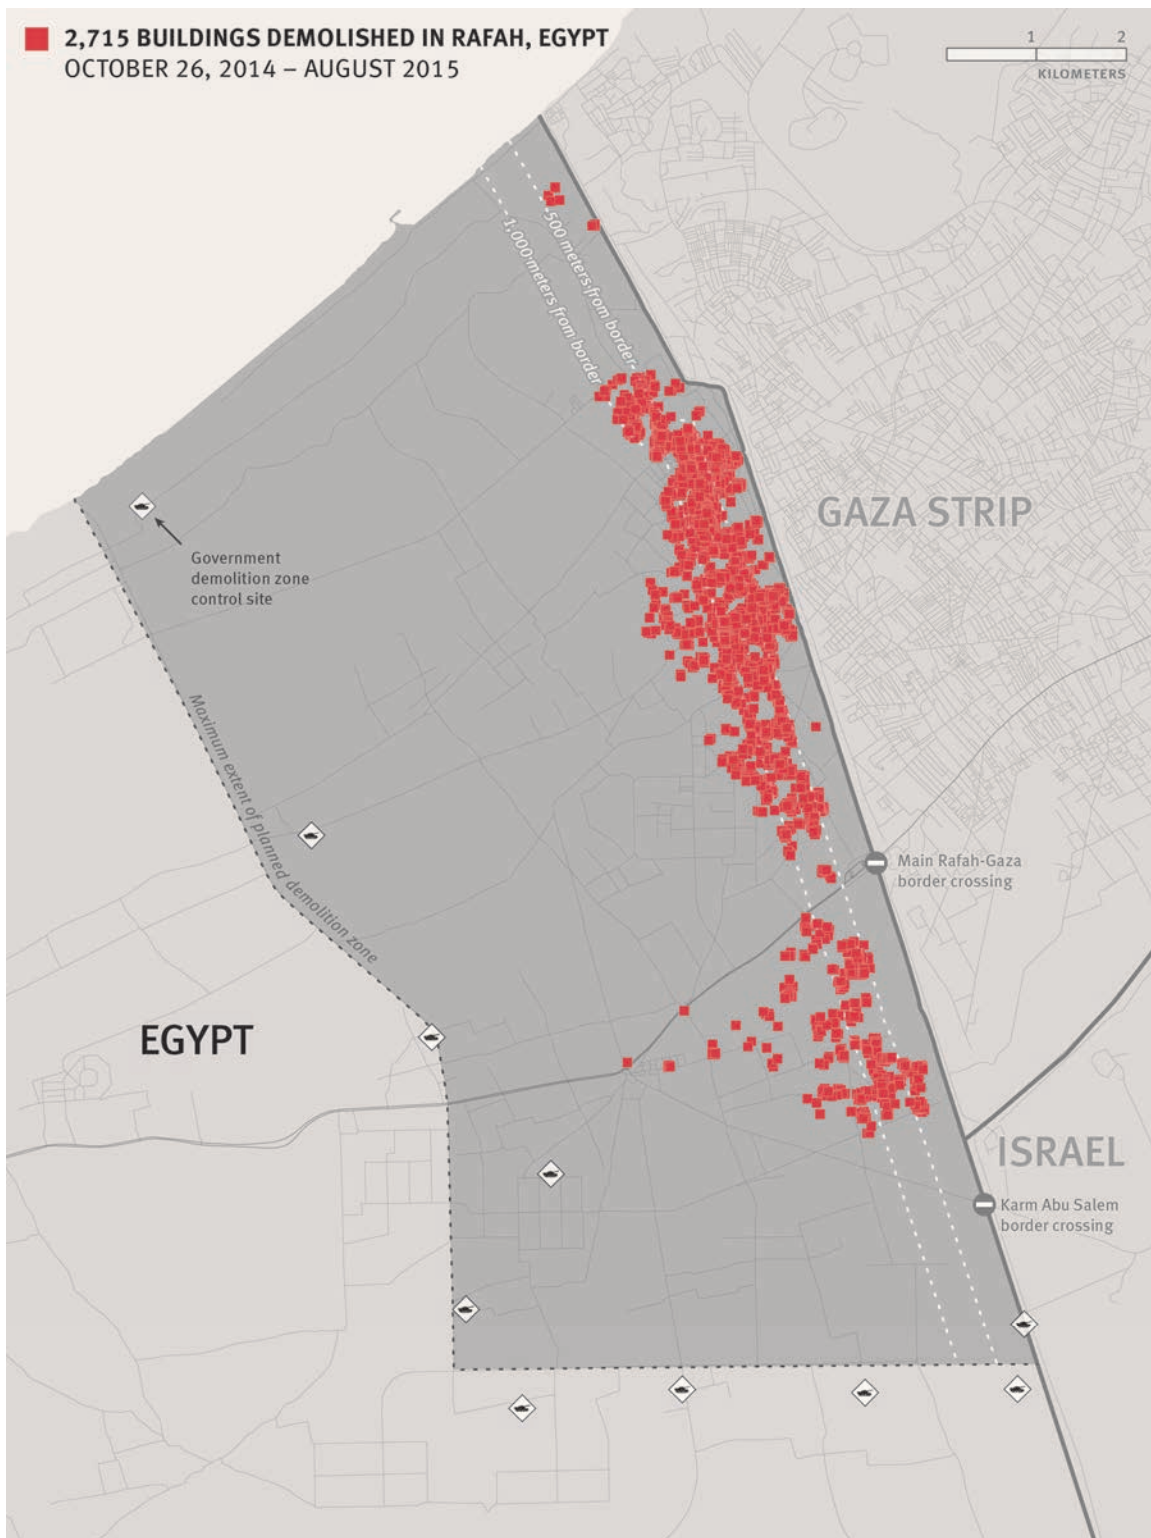 2,715 BUILDINGS DEMOLISHED IN RAFAH, EGYPT
OCTOBER 26, 2014 – AUGUST 2015
1
2
KILOMETERS
500 meters from border
1,000 meters from border
GAZA STRIP
Government
demolition zone
control site
Maximum extent of planned demolition zone
Main Rafah-Gaza
border crossing
EGYPT
ISRAEL
Karm Abu Salem
border crossing